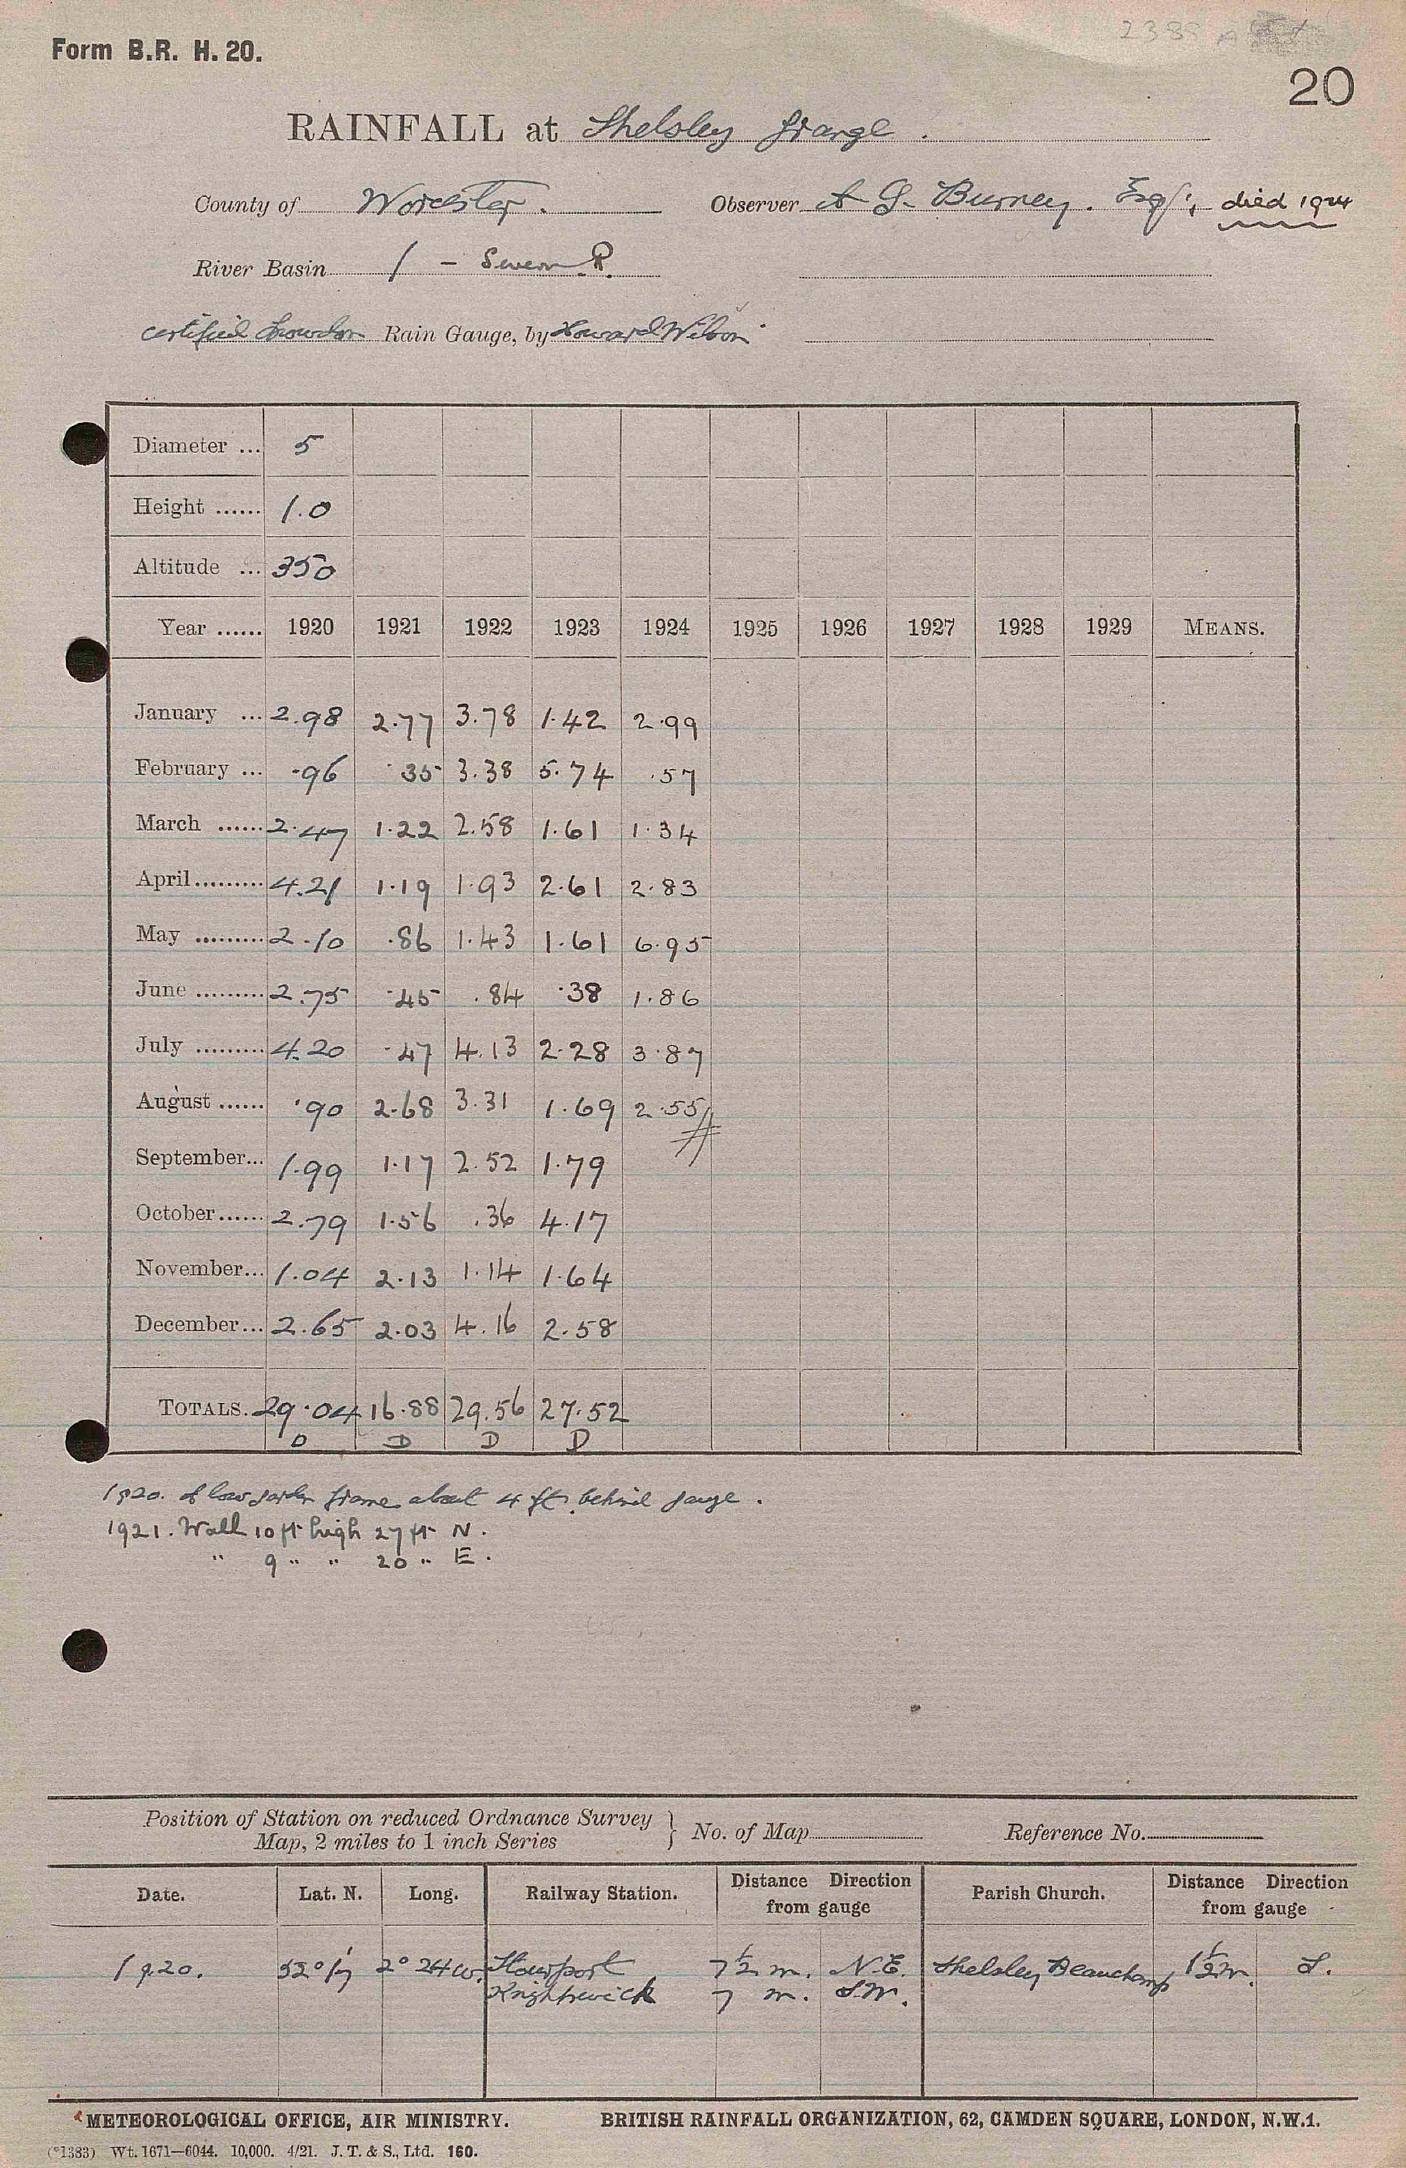 Form B.R. H. 20.
20
RAINFALL at Shelsley Grange.
County of Worcester. Observer A G. Burney. Esq., died 1924
River Basin / - Severn R.
certified Snowdon Rain Gauge, by Howard Wilson
Diameter ... 5
Height ...... 1.0
Altitude ... 350
Year ...... 1920 1921 1922 1923 1924 1925 1926 1927 1928 1929 MEANS.
January ... 2.98 2.77 3.78 1.42 2.99
February ... .96 .35 3.38 5.74 .57
March ...... 2.47 1.22 2.58 1.61 1.34
April ......... 4.21 1.19 1.93 2.61 2.83
May ......... 2.10 .86 1.43 1.61 6.95
June ......... 2.75 .45 .84 .38 1.86
July ......... 4.20 .47 4.13 2.28 3.87
August ...... .90 2.68 3.31 1.69 2.55
September... 1.99 1.17 2.52 1.79
October ...... 2.79 1.56 .36 4.17
November... 1.04 2.13 1.14 1.64
December... 2.65 2.03 4.16 2.58
TOTALS. 29.04 16.88 29.56 27.52
D D D D
1920. A low garden frame about 4 ft. behind gauge.
1921. Wall 10 ft high 27 ft N.
" 9 " " 20 " E.
Position of Station on reduced Ordnance Survey
Map, 2 miles to 1 inch Series } No. of Map Reference No.
Date. Lat. N. Long. Railway Station. Distance Direction from gauge Parish Church. Distance Direction from gauge
1920. 52° 17' 2° 24 W. Stourport 7½ m. N.E. Shelsley Beauchamp 1½ m. S.
Knightwick 7 m. S.W.
METEOROLOGICAL OFFICE, AIR MINISTRY. BRITISH RAINFALL ORGANIZATION, 62, CAMDEN SQUARE, LONDON, N.W.1.
(*1383) Wt. 1671—6044. 10,000. 4/21. J. T. & S., Ltd. 160.